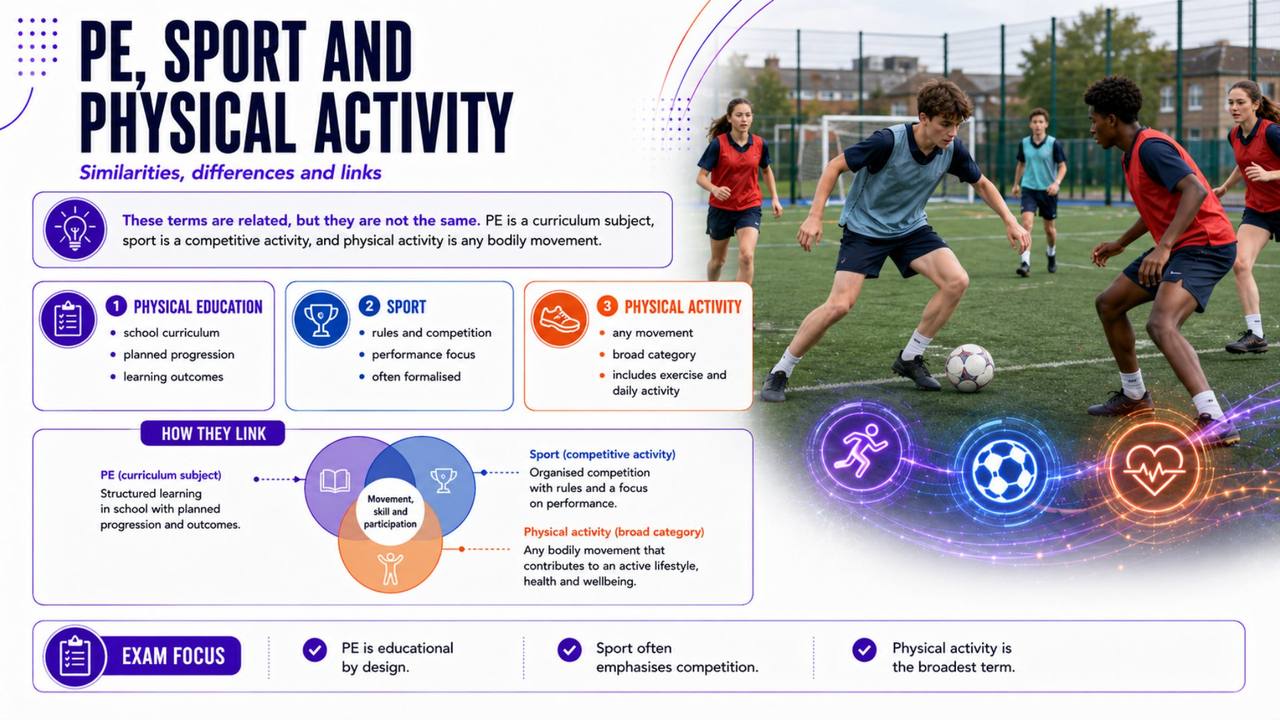 PE, SPORT AND
PHYSICAL ACTIVITY
Similarities, differences and links
These terms are related, but they are not the same. PE is a curriculum subject,
sport is a competitive activity, and physical activity is any bodily movement.
1 PHYSICAL EDUCATION
• school curriculum
• planned progression
• learning outcomes
2 SPORT
• rules and competition
• performance focus
• often formalised
3 PHYSICAL ACTIVITY
• any movement
• broad category
• includes exercise and
daily activity
HOW THEY LINK
PE (curriculum subject)
Structured learning
in school with planned
progression and outcomes.
Movement,
skill and
participation
Sport (competitive activity)
Organised competition
with rules and a focus
on performance.
Physical activity (broad category)
Any bodily movement that
contributes to an active lifestyle,
health and wellbeing.
EXAM FOCUS
PE is educational
by design.
Sport often
emphasises competition.
Physical activity is
the broadest term.